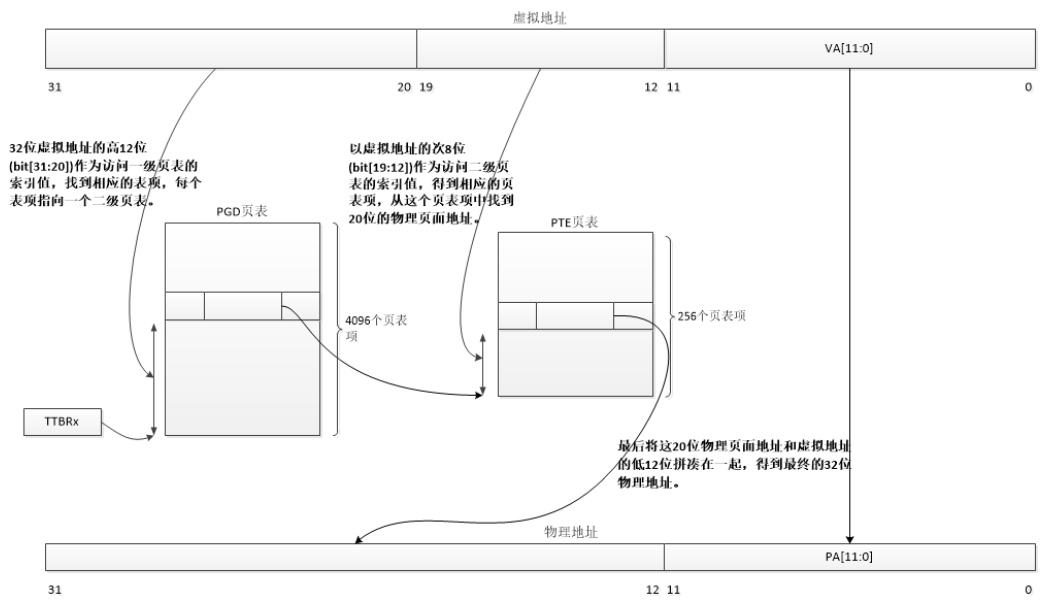 虚拟地址
VA[11:0]
31
20
19
12
11
0
32位虚拟地址的高12位
(bit[31:20])作为访问一级页表的
索引值，找到相应的表项，每个
表项指向一个二级页表。
以虚拟地址的次8位
(bit[19:12])作为访问二级页
表的索引值，得到相应的页
表项，从这个页表项中找到
20位的物理页面地址。
PGD页表
4096个页表
项
PTE页表
256个页表项
TTBRx
最后将这20位物理页面地址和虚拟地址
的低12位拼凑在一起，得到最终的32位
物理地址。
物理地址
PA[11:0]
31
12
11
0